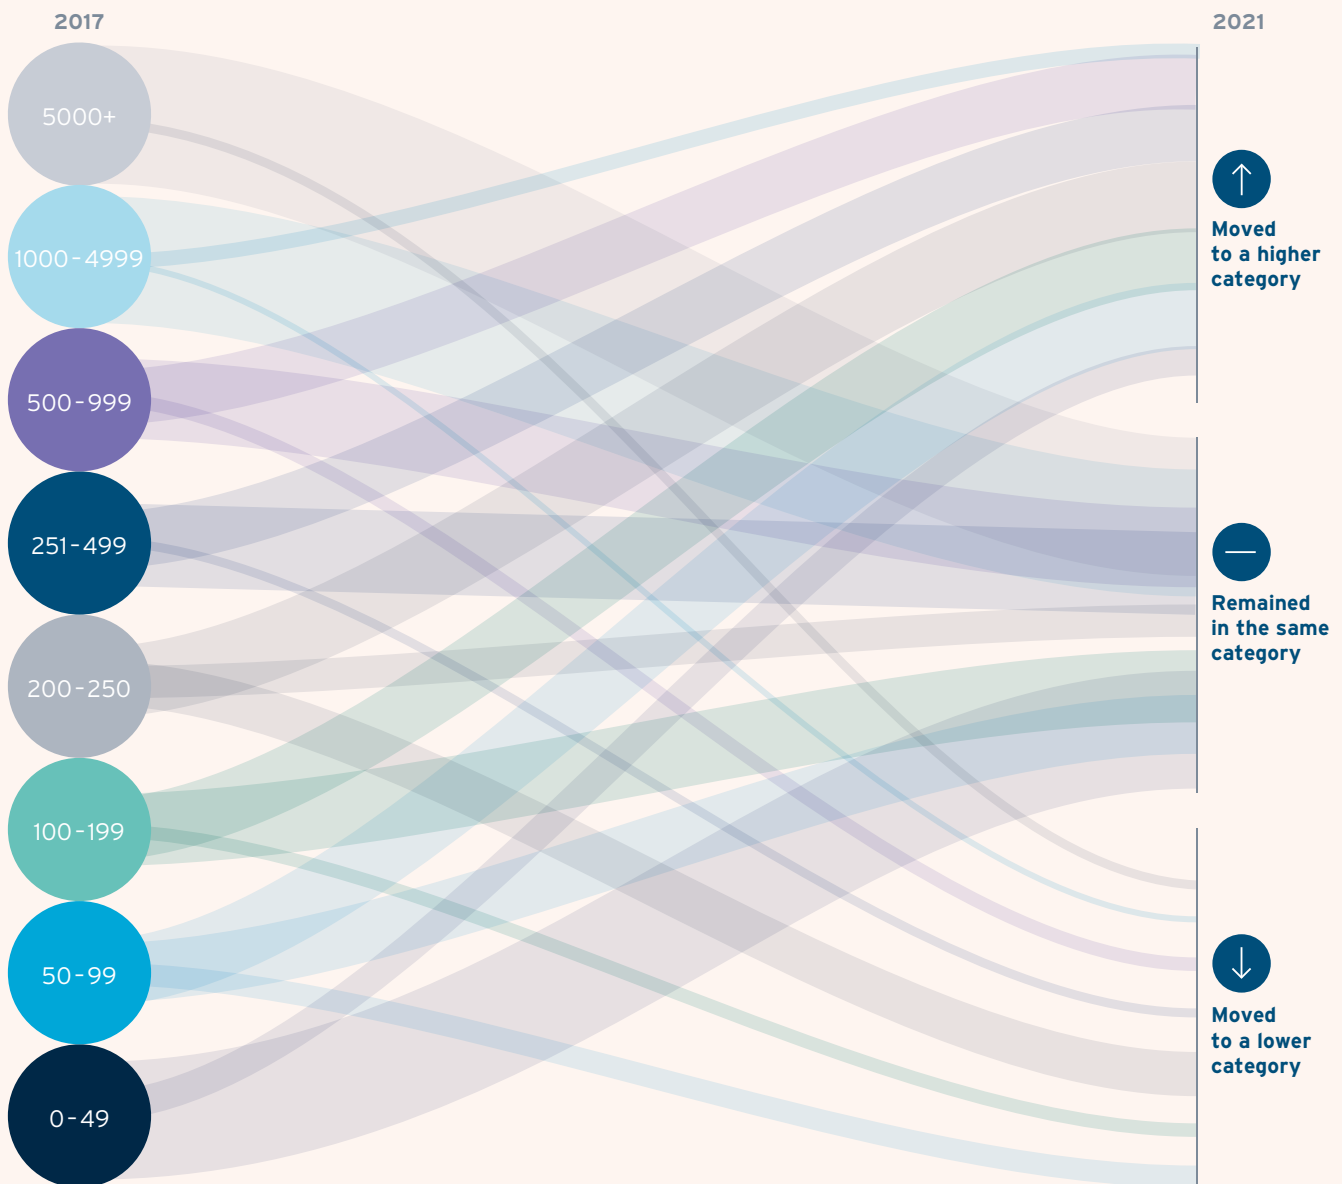 2017
2021
5000+
1000-4999
500-999
251-499
200-250
100-199
50-99
0-49
Moved
to a higher
category
Remained
in the same
category
Moved
to a lower
category